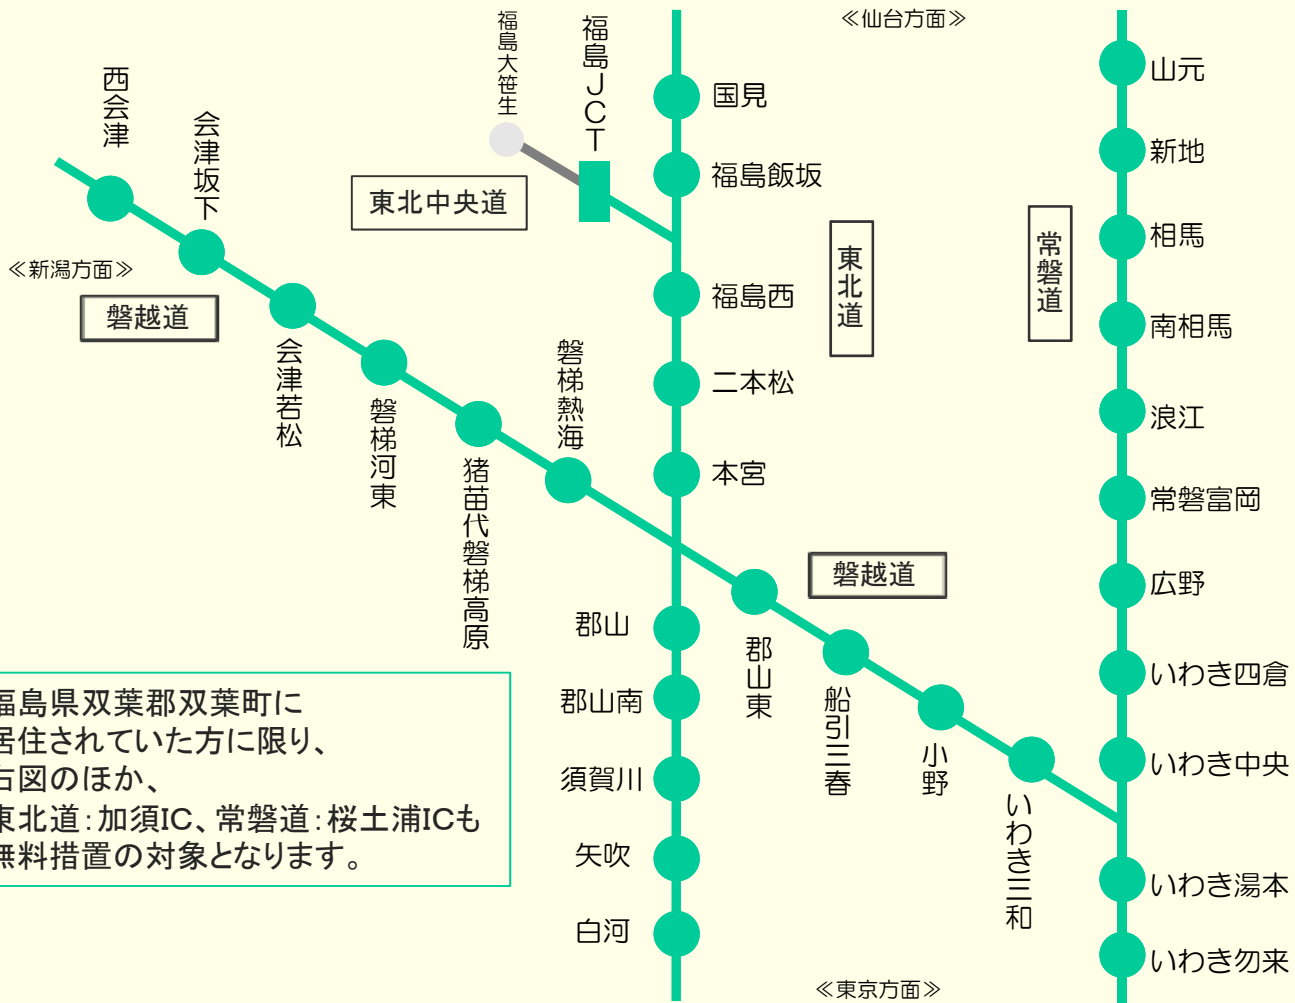 ≪仙台方面≫
西会津
会津坂下
福島大笹生
福島JCT
国見
福島飯坂
東北中央道
≪新潟方面≫
磐越道
会津若松
磐梯河東
猪苗代磐梯高原
磐梯熱海
福島西
二本松
本宮
東北道
常磐道
山元
新地
相馬
南相馬
浪江
常磐富岡
広野
いわき四倉
いわき中央
いわき湯本
いわき勿来
磐越道
郡山東
船引三春
小野
いわき三和
郡山
郡山南
須賀川
矢吹
白河
≪東京方面≫
福島県双葉郡双葉町に
居住されていた方に限り、
右図のほか、
東北道:加須IC、常磐道:桜土浦ICも
無料措置の対象となります。